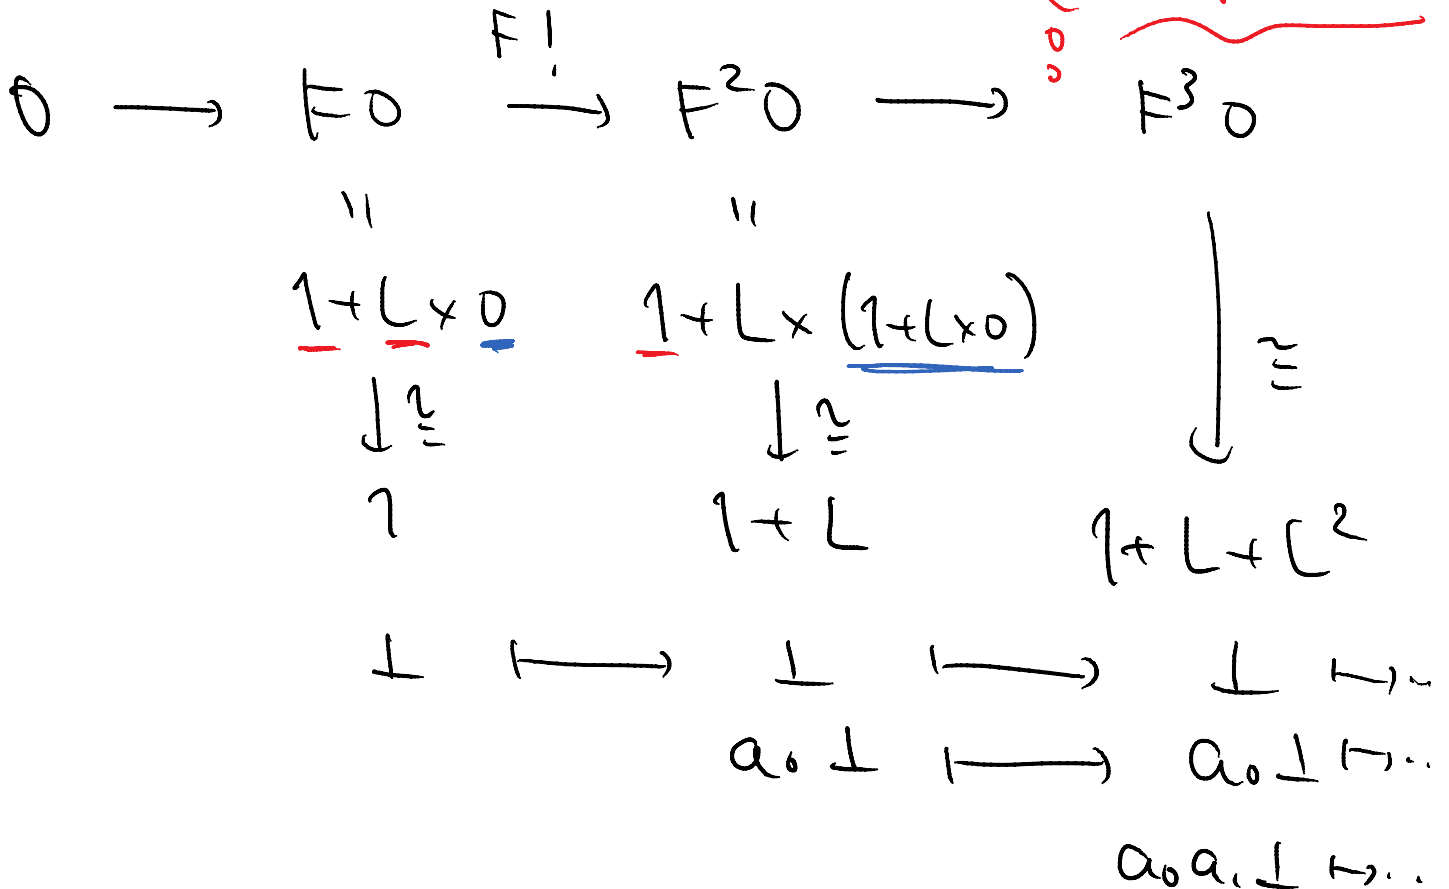 F!
0 → F0 → F²0 → F³0
= =
1+L×0 1+L×(1+L×0) ≅
↓≅ ↓≅
1 1+L 1+L+L²
⊥ ↦ ⊥ ↦ ⊥ ↦..
a₀⊥ ↦ a₀⊥ ↦..
a₀a₁⊥ ↦..